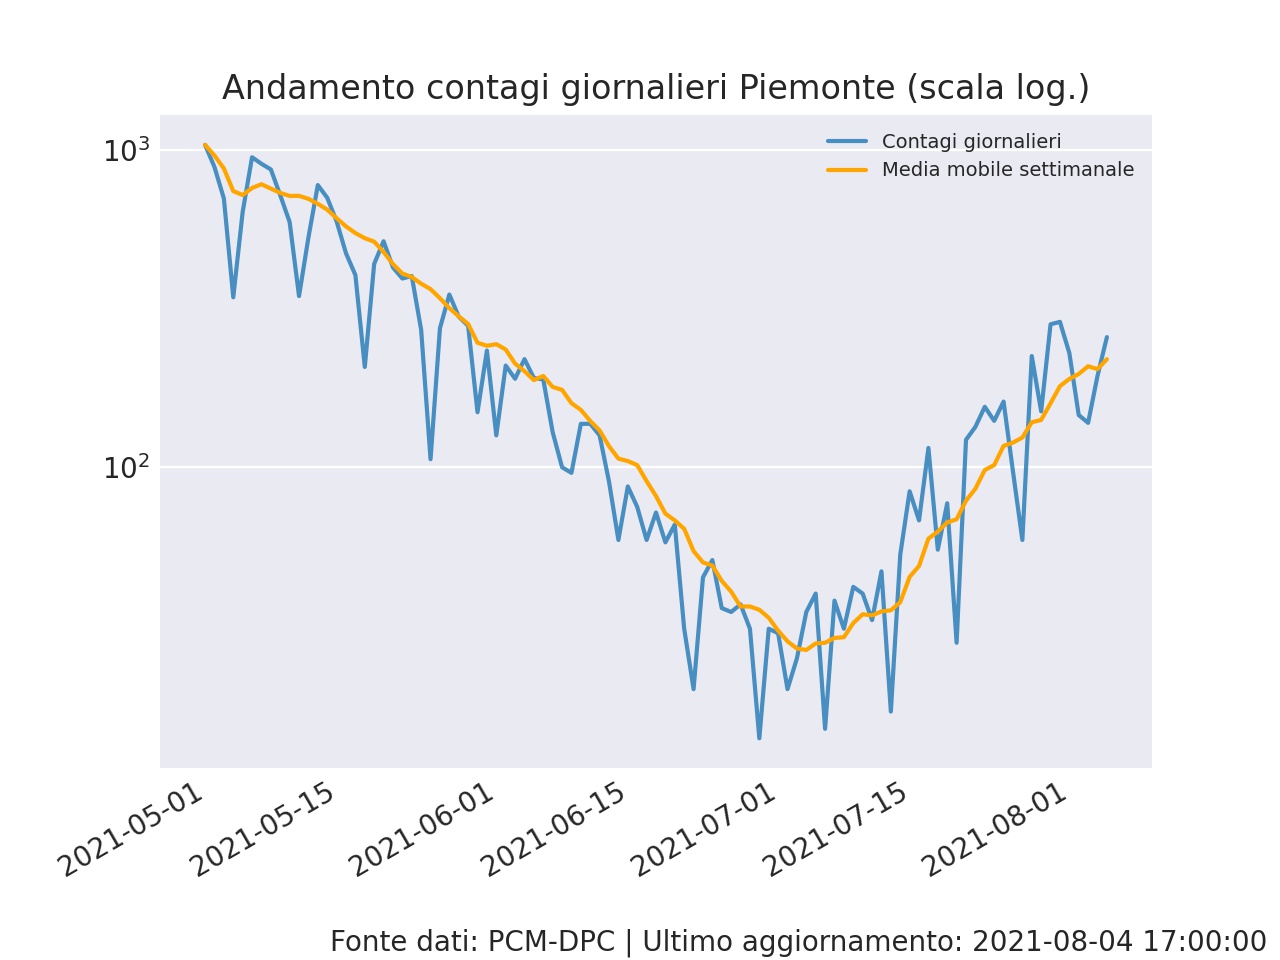 Andamento contagi giornalieri Piemonte (scala log.)
Contagi giornalieri
Media mobile settimanale
10³
10²
2021-05-01
2021-05-15
2021-06-01
2021-06-15
2021-07-01
2021-07-15
2021-08-01
Fonte dati: PCM-DPC | Ultimo aggiornamento: 2021-08-04 17:00:00